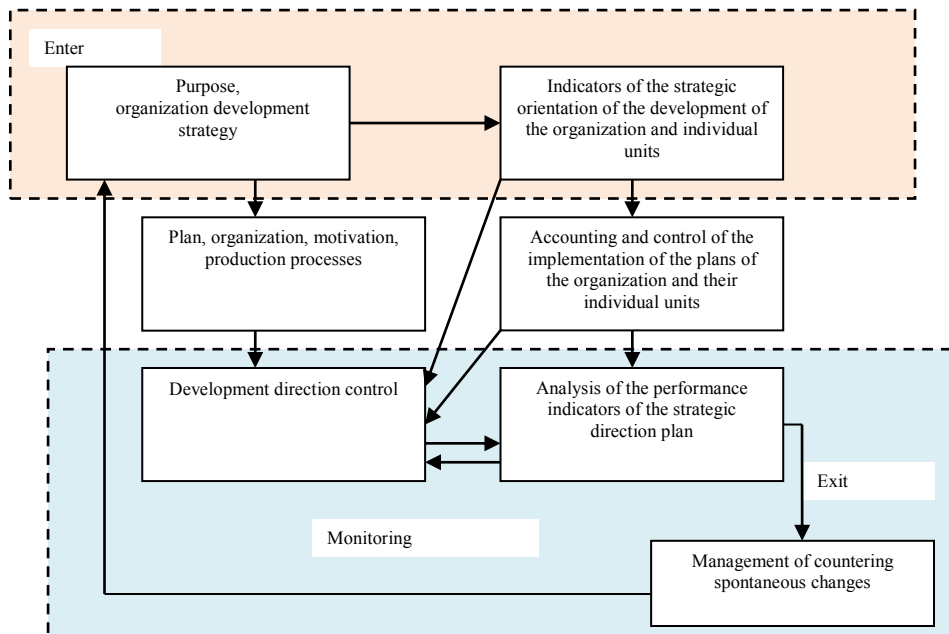 Enter
Purpose,
organization development
strategy
Indicators of the strategic
orientation of the development of
the organization and individual
units
Plan, organization, motivation,
production processes
Accounting and control of the
implementation of the plans of
the organization and their
individual units
Development direction control
Analysis of the performance
indicators of the strategic
direction plan
Exit
Monitoring
Management of countering
spontaneous changes